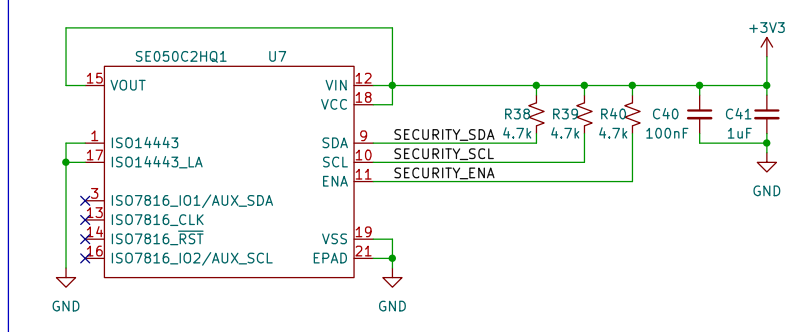 +3V3
SE050C2HQ1 U7
15 VOUT VIN 12
VCC 18
R38 R39 R40 C40 C41
4.7k 4.7k 4.7k 100nF 1uF
1 ISO14443 SDA 9 SECURITY_SDA
17 ISO14443_LA SCL 10 SECURITY_SCL
ENA 11 SECURITY_ENA
GND
3 ISO7816_IO1/AUX_SDA
13 ISO7816_CLK
14 ISO7816_RST VSS 19
16 ISO7816_IO2/AUX_SCL EPAD 21
GND GND